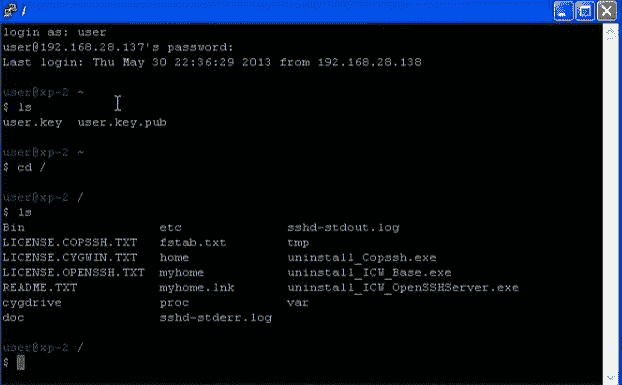 /
login as: user
user@192.168.28.137's password:
Last login: Thu May 30 22:36:29 2013 from 192.168.28.138
user@xp-2 ~
$ ls
user.key  user.key.pub
user@xp-2 ~
$ cd /
user@xp-2 /
$ ls
Bin                  etc              sshd-stdout.log
LICENSE.COPSSH.TXT   fstab.txt        tmp
LICENSE.CYGWIN.TXT   home             uninstall_Copssh.exe
LICENSE.OPENSSH.TXT  myhome           uninstall_ICW_Base.exe
README.TXT           myhome.lnk       uninstall_ICW_OpenSSHServer.exe
cygdrive             proc             var
doc                  sshd-stderr.log
user@xp-2 /
$